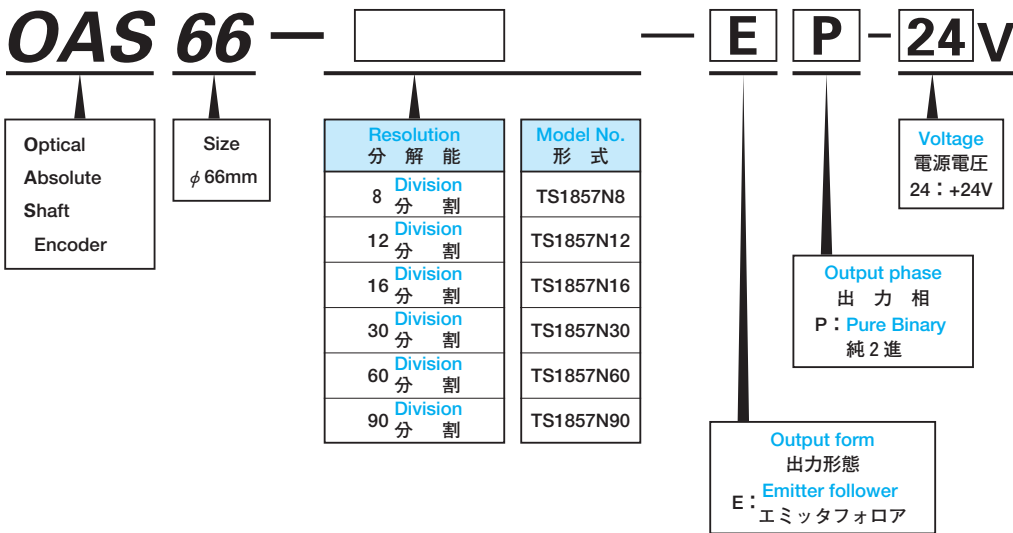 OAS 66 — — E P - 24 V
Optical
Absolute
Shaft
Encoder
Size
φ 66mm
Resolution
分 解 能
8 Division
分 割
12 Division
分 割
16 Division
分 割
30 Division
分 割
60 Division
分 割
90 Division
分 割
Model No.
形 式
TS1857N8
TS1857N12
TS1857N16
TS1857N30
TS1857N60
TS1857N90
Voltage
電源電圧
24：+24V
Output phase
出 力 相
P：Pure Binary
純 2 進
Output form
出力形態
E：Emitter follower
エミッタフォロア